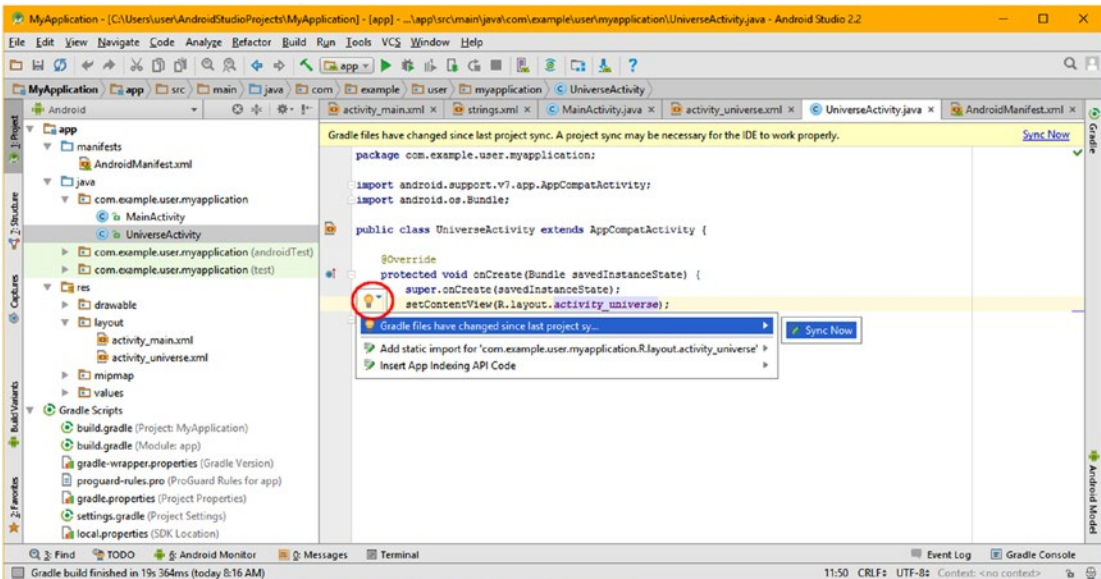 MyApplication - [C:\Users\user\AndroidStudioProjects\MyApplication] - [app] - ...\app\src\main\java\com\example\user\myapplication\UniverseActivity.java - Android Studio 2.2
File Edit View Navigate Code Analyze Refactor Build Run Tools VCS Window Help
app
MyApplication app src main java com example user myapplication UniverseActivity
Android
activity_main.xml strings.xml MainActivity.java activity_universe.xml UniverseActivity.java AndroidManifest.xml
1: Project
2: Structure
Captures
Build Variants
2: Favorites
app
manifests
AndroidManifest.xml
java
com.example.user.myapplication
MainActivity
UniverseActivity
com.example.user.myapplication (androidTest)
com.example.user.myapplication (test)
res
drawable
layout
activity_main.xml
activity_universe.xml
mipmap
values
Gradle Scripts
build.gradle (Project: MyApplication)
build.gradle (Module: app)
gradle-wrapper.properties (Gradle Version)
proguard-rules.pro (ProGuard Rules for app)
gradle.properties (Project Properties)
settings.gradle (Project Settings)
local.properties (SDK Location)
Gradle files have changed since last project sync. A project sync may be necessary for the IDE to work properly. Sync Now
package com.example.user.myapplication;
import android.support.v7.app.AppCompatActivity;
import android.os.Bundle;
public class UniverseActivity extends AppCompatActivity {
@Override
protected void onCreate(Bundle savedInstanceState) {
super.onCreate(savedInstanceState);
setContentView(R.layout.activity_universe);
Gradle files have changed since last project sy...
Sync Now
Add static import for 'com.example.user.myapplication.R.layout.activity_universe'
Insert App Indexing API Code
Gradle
Android Model
3: Find TODO 6: Android Monitor 0: Messages Terminal Event Log Gradle Console
Gradle build finished in 19s 364ms (today 8:16 AM) 11:50 CRLF UTF-8 Context: <no context>